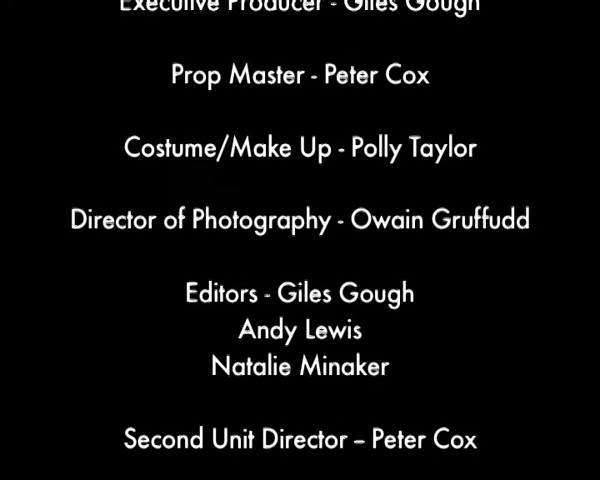 Executive Producer - Giles Gough
Prop Master - Peter Cox
Costume/Make Up - Polly Taylor
Director of Photography - Owain Gruffudd
Editors - Giles Gough
Andy Lewis
Natalie Minaker
Second Unit Director – Peter Cox